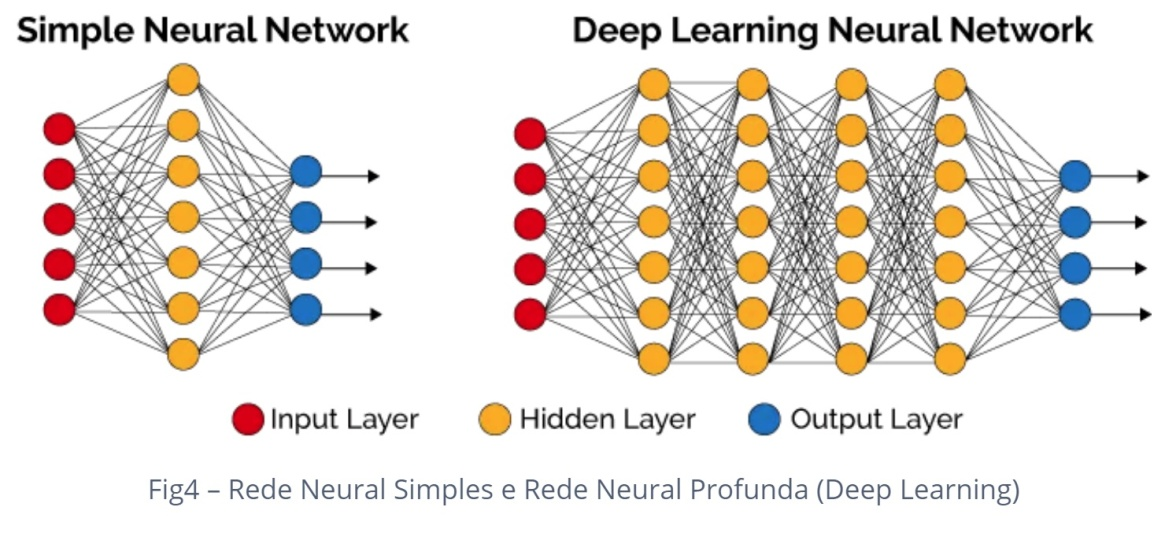 Simple Neural Network
Deep Learning Neural Network
Input Layer
Hidden Layer
Output Layer
Fig4 – Rede Neural Simples e Rede Neural Profunda (Deep Learning)